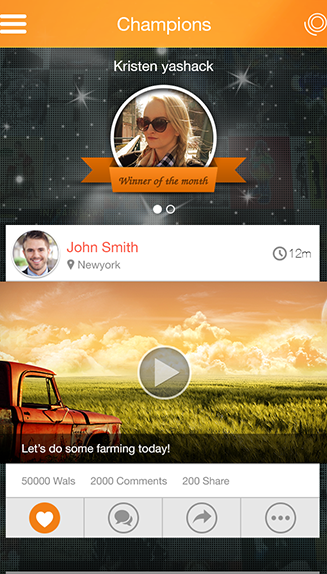 Champions
Kristen yashack
Winner of the month
John Smith
Newyork
12m
Let's do some farming today!
50000 Wals 2000 Comments 200 Share